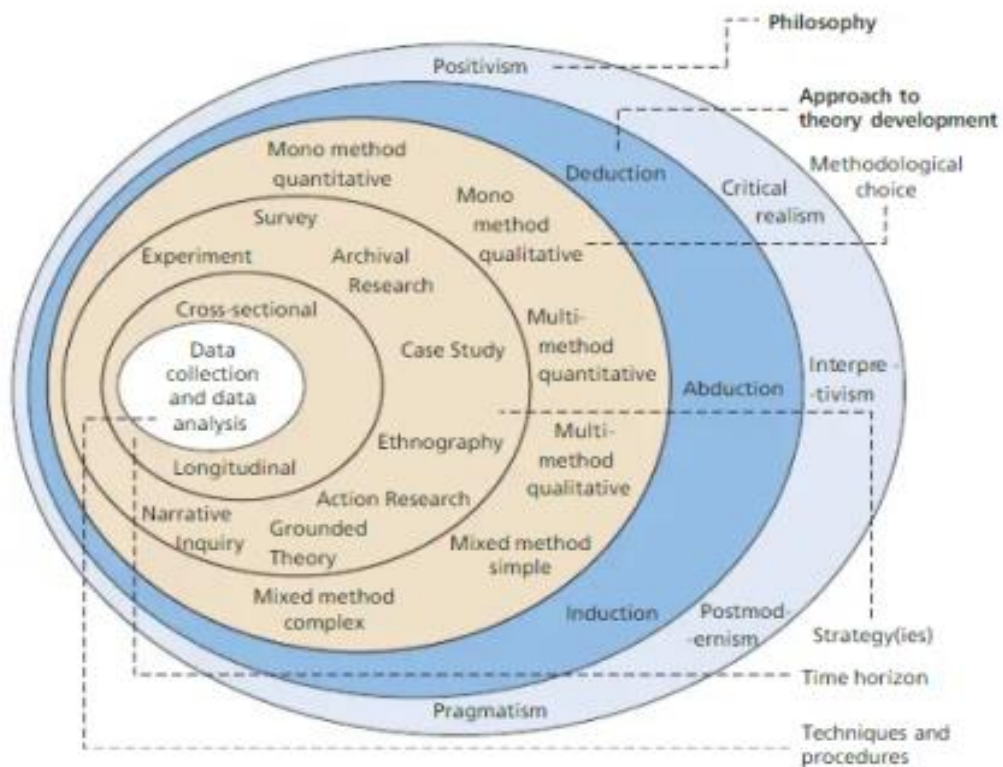 Philosophy
Positivism
Approach to
theory development
Mono method
quantitative
Deduction
Methodological
choice
Critical
realism
Mono
method
qualitative
Survey
Experiment
Archival
Research
Cross-sectional
Multi-
method
quantitative
Data
collection
and data
analysis
Case Study
Abduction
Interpre-
-tivism
Ethnography
Multi-
method
qualitative
Longitudinal
Action Research
Narrative
Inquiry
Grounded
Theory
Mixed method
simple
Mixed method
complex
Induction
Postmod-
-ernism
Strategy(ies)
Time horizon
Pragmatism
Techniques and
procedures